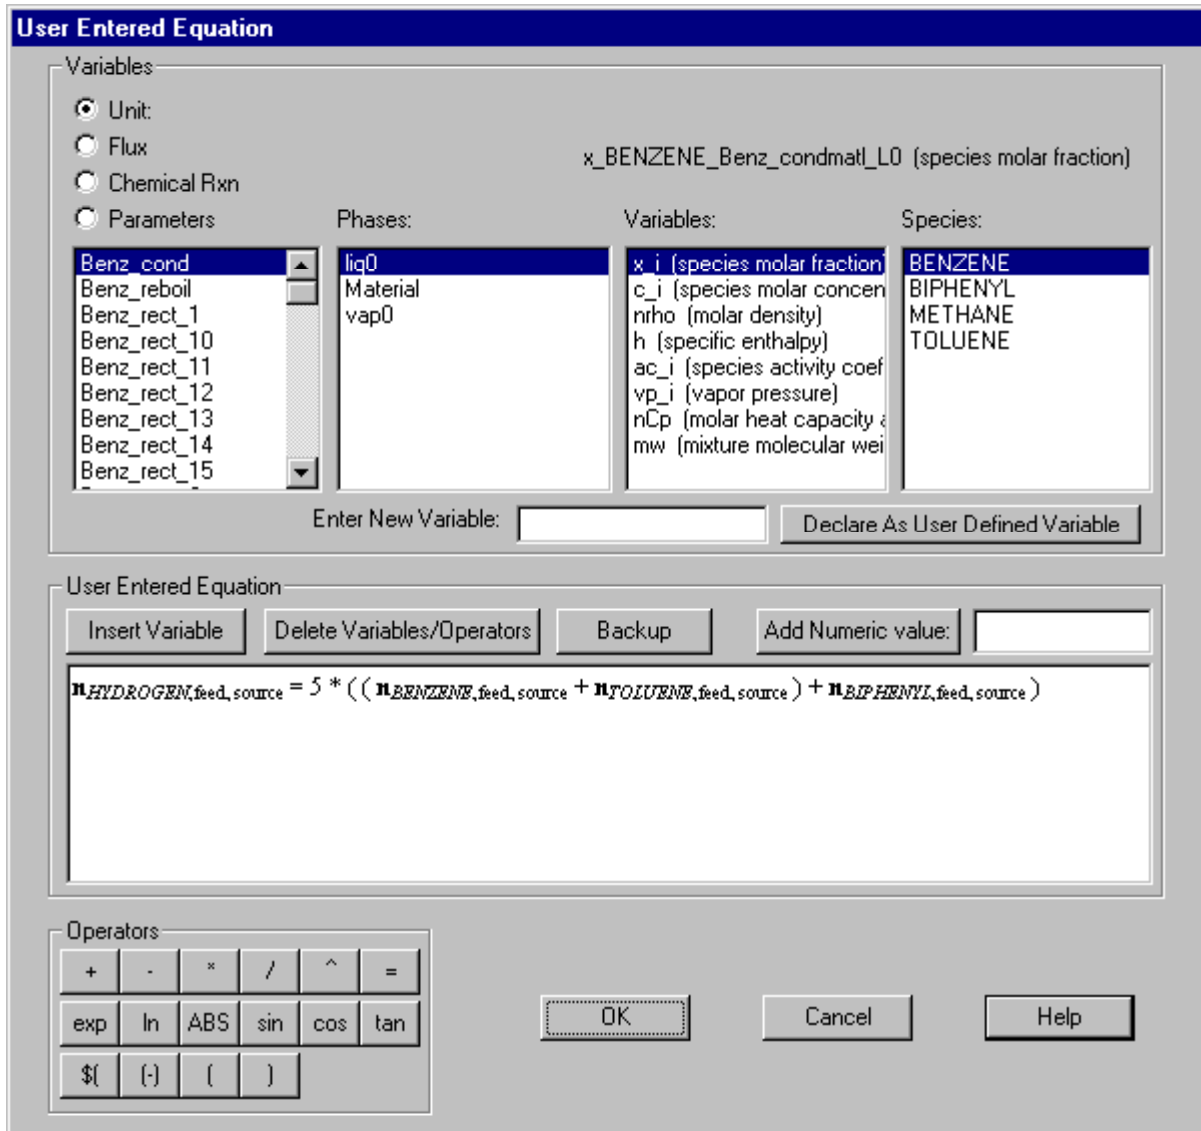 User Entered Equation
Variables
Unit:
Flux
Chemical Rxn
Parameters
x_BENZENE_Benz_condmatl_L0 (species molar fraction)
Phases:
Variables:
Species:
Benz_cond
Benz_reboil
Benz_rect_1
Benz_rect_10
Benz_rect_11
Benz_rect_12
Benz_rect_13
Benz_rect_14
Benz_rect_15
liq0
Material
vap0
x_i (species molar fraction)
c_i (species molar concen
nrho (molar density)
h (specific enthalpy)
ac_i (species activity coef
vp_i (vapor pressure)
nCp (molar heat capacity a
mw (mixture molecular wei
BENZENE
BIPHENYL
METHANE
TOLUENE
Enter New Variable:
Declare As User Defined Variable
User Entered Equation
Insert Variable
Delete Variables/Operators
Backup
Add Numeric value:
nHYDROGEN,feed, source = 5 * ( ( nBENZENE,feed, source + nTOLUENE,feed, source ) + nBIPHENYL,feed, source )
Operators
+ - * / ^ =
exp ln ABS sin cos tan
$( (-) ( )
OK
Cancel
Help